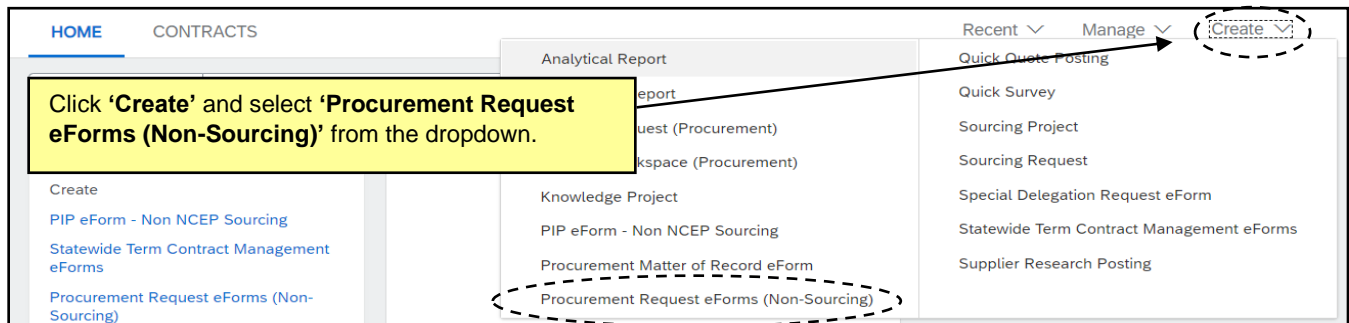 HOME CONTRACTS Recent Manage Create
Analytical Report
Quick Quote Posting
Click ‘Create’ and select ‘Procurement Request
eForms (Non-Sourcing)’ from the dropdown.
eport
Quick Survey
uest (Procurement)
Sourcing Project
kspace (Procurement)
Sourcing Request
Create
Knowledge Project
Special Delegation Request eForm
PIP eForm - Non NCEP Sourcing
PIP eForm - Non NCEP Sourcing
Statewide Term Contract Management eForms
Statewide Term Contract Management
eForms
Procurement Matter of Record eForm
Supplier Research Posting
Procurement Request eForms (Non-
Sourcing)
Procurement Request eForms (Non-Sourcing)